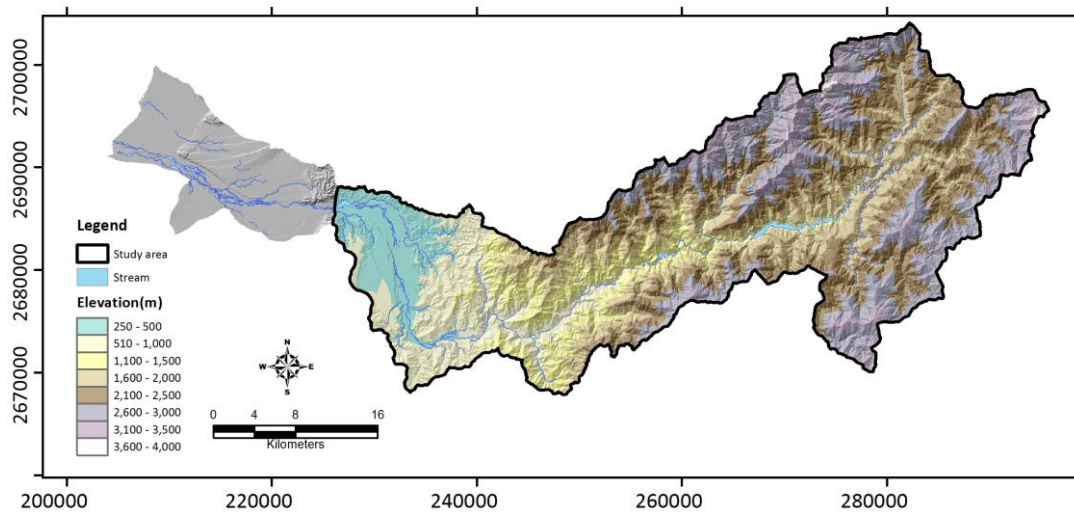 2700000
2690000
2680000
2670000
Legend
Study area
Stream
Elevation(m)
250 - 500
510 - 1,000
1,100 - 1,500
1,600 - 2,000
2,100 - 2,500
2,600 - 3,000
3,100 - 3,500
3,600 - 4,000
N
W E
S
0 4 8 16
Kilometers
200000 220000 240000 260000 280000